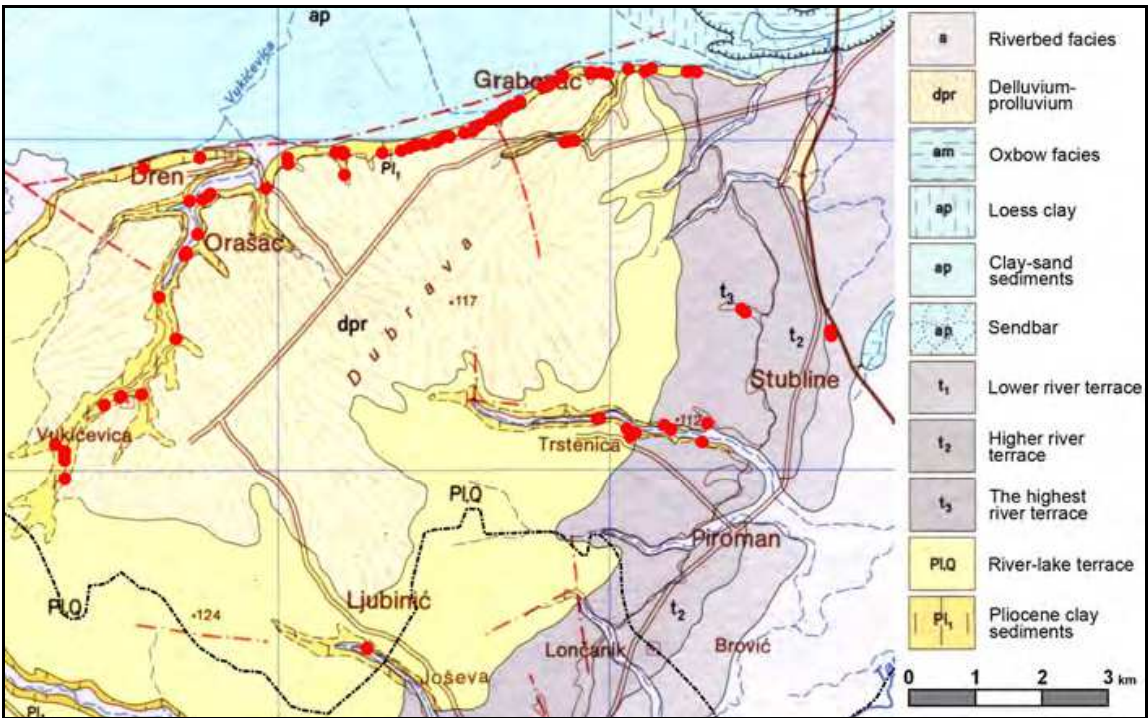 ap
Vukićevica
Grabovac
Dren
Pl₁
Orašac
Dubrava
•117
dpr
t₃
t₂
Stubline
Vukićevica
•112
Trstenica
Pl,Q
Piroman
Pl,Q
•124
Ljubinić
t₂
Lončanik
Brović
Joševa
Pl₁
a
Riverbed facies
dpr
Delluvium-
prolluvium
am
Oxbow facies
ap
Loess clay
ap
Clay-sand
sediments
ap
Sendbar
t₁
Lower river terrace
t₂
Higher river
terrace
t₃
The highest
river terrace
Pl,Q
River-lake terrace
Pl₁
Pliocene clay
sediments
0 1 2 3 km